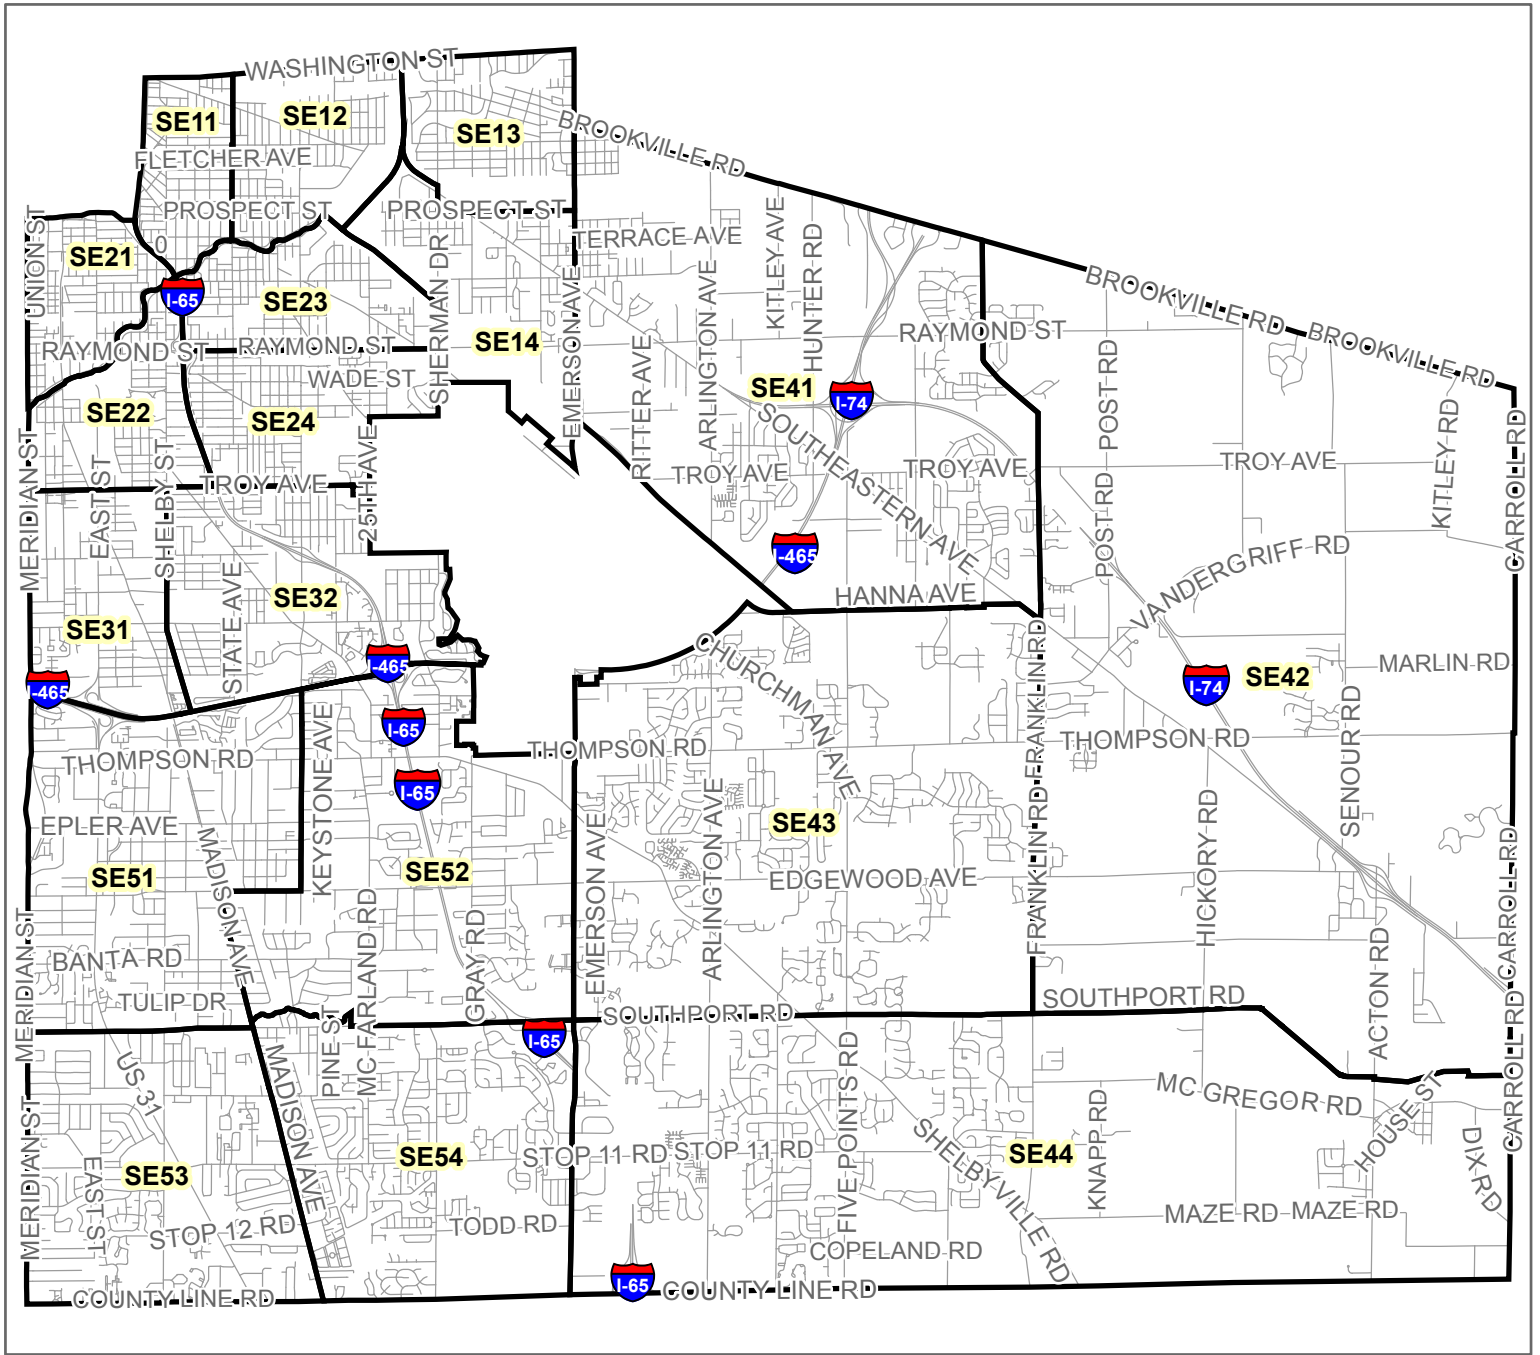 WASHINGTON ST
SE11
SE12
SE13
BROOKVILLE RD
FLETCHER AVE
PROSPECT ST
PROSPECT ST
UNION ST
0
SE21
TERRACE AVE
KITLEY AVE
HUNTER RD
SHERMAN DR
EMERSON AVE
ARLINGTON AVE
I-65
SE23
BROOKVILLE RD
BROOKVILLE RD
RAYMOND ST
RAYMOND ST
SE14
RAYMOND ST
WADE ST
RITTER AVE
POST RD
SE41
I-74
SE22
SE24
SOUTHEASTERN AVE
KITLEY RD
CARROLL RD
MERIDIAN ST
EAST ST
SHELBY ST
TROY AVE
25TH AVE
TROY AVE
TROY AVE
TROY AVE
POST RD
I-465
VANDERGRIFF RD
STATE AVE
SE32
HANNA AVE
SE31
I-465
I-465
CHURCHMAN AVE
FRANKLIN RD
MARLIN RD
I-74
SE42
SENOUR RD
KEYSTONE AVE
I-65
THOMPSON RD
THOMPSON RD
THOMPSON RD
I-65
EPLER AVE
MADISON AVE
EMERSON AVE
ARLINGTON AVE
SE43
FRANKLIN RD
HICKORY RD
CARROLL RD
SE51
SE52
EDGEWOOD AVE
MERIDIAN ST
MC FARLAND RD
GRAY RD
ACTON RD
BANTA RD
TULIP DR
SOUTHPORT RD
SOUTHPORT RD
CARROLL RD
PINE ST
I-65
US-31
MADISON AVE
FIVE POINTS RD
MERIDIAN ST
MC GREGOR RD
KNAPP RD
HOUSE ST
DIX RD
EAST ST
SE53
SE54
STOP 11 RD
STOP 11 RD
SHELBYVILLE RD
SE44
STOP 12 RD
TODD RD
MAZE RD
MAZE RD
COPELAND RD
I-65
COUNTY LINE RD
COUNTY LINE RD